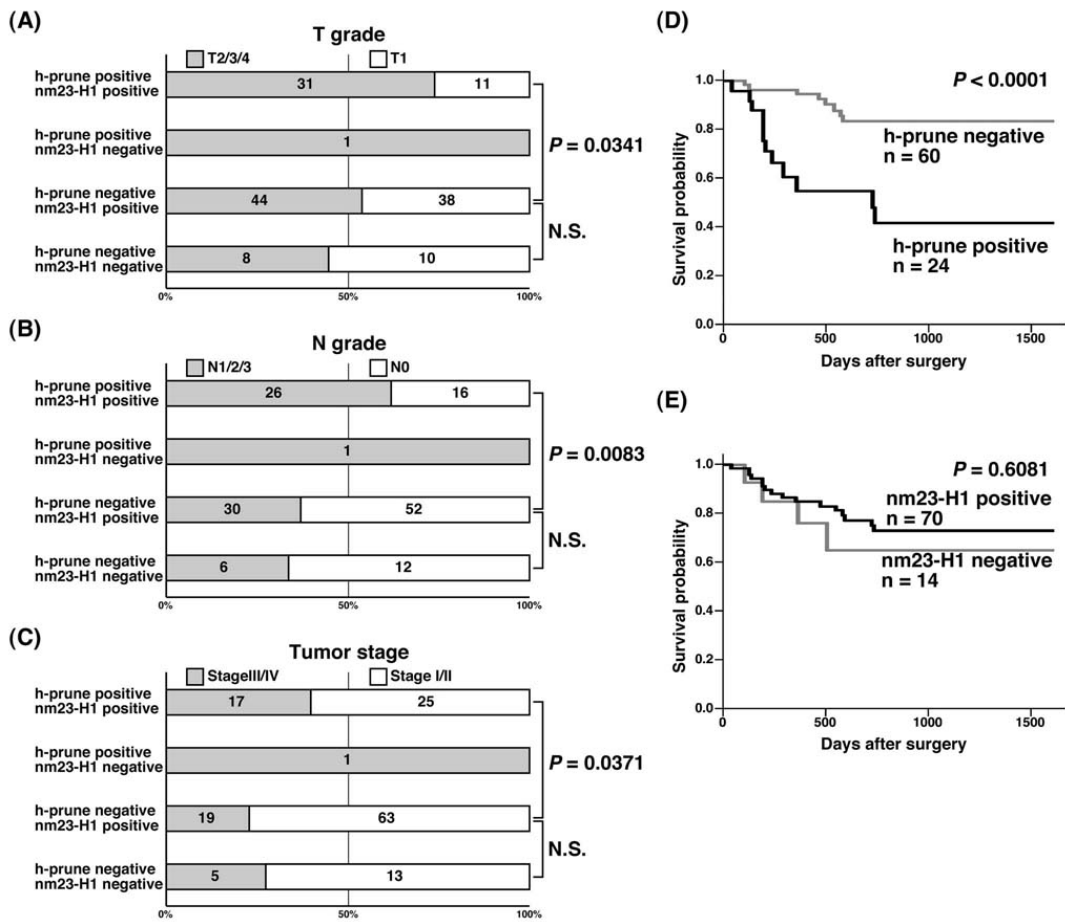 (A)
T grade
T2/3/4 T1
h-prune positive
nm23-H1 positive
31 11
h-prune positive
nm23-H1 negative
1
P = 0.0341
h-prune negative
nm23-H1 positive
44 38
N.S.
h-prune negative
nm23-H1 negative
8 10
0% 50% 100%
(B)
N grade
N1/2/3 N0
h-prune positive
nm23-H1 positive
26 16
h-prune positive
nm23-H1 negative
1
P = 0.0083
h-prune negative
nm23-H1 positive
30 52
N.S.
h-prune negative
nm23-H1 negative
6 12
0% 50% 100%
(C)
Tumor stage
StageIII/IV Stage I/II
h-prune positive
nm23-H1 positive
17 25
h-prune positive
nm23-H1 negative
1
P = 0.0371
h-prune negative
nm23-H1 positive
19 63
N.S.
h-prune negative
nm23-H1 negative
5 13
0% 50% 100%
(D)
Survival probability
1.0
0.8
0.6
0.4
0.2
0.0
P < 0.0001
h-prune negative
n = 60
h-prune positive
n = 24
0 500 1000 1500
Days after surgery
(E)
Survival probability
1.0
0.8
0.6
0.4
0.2
0.0
P = 0.6081
nm23-H1 positive
n = 70
nm23-H1 negative
n = 14
0 500 1000 1500
Days after surgery